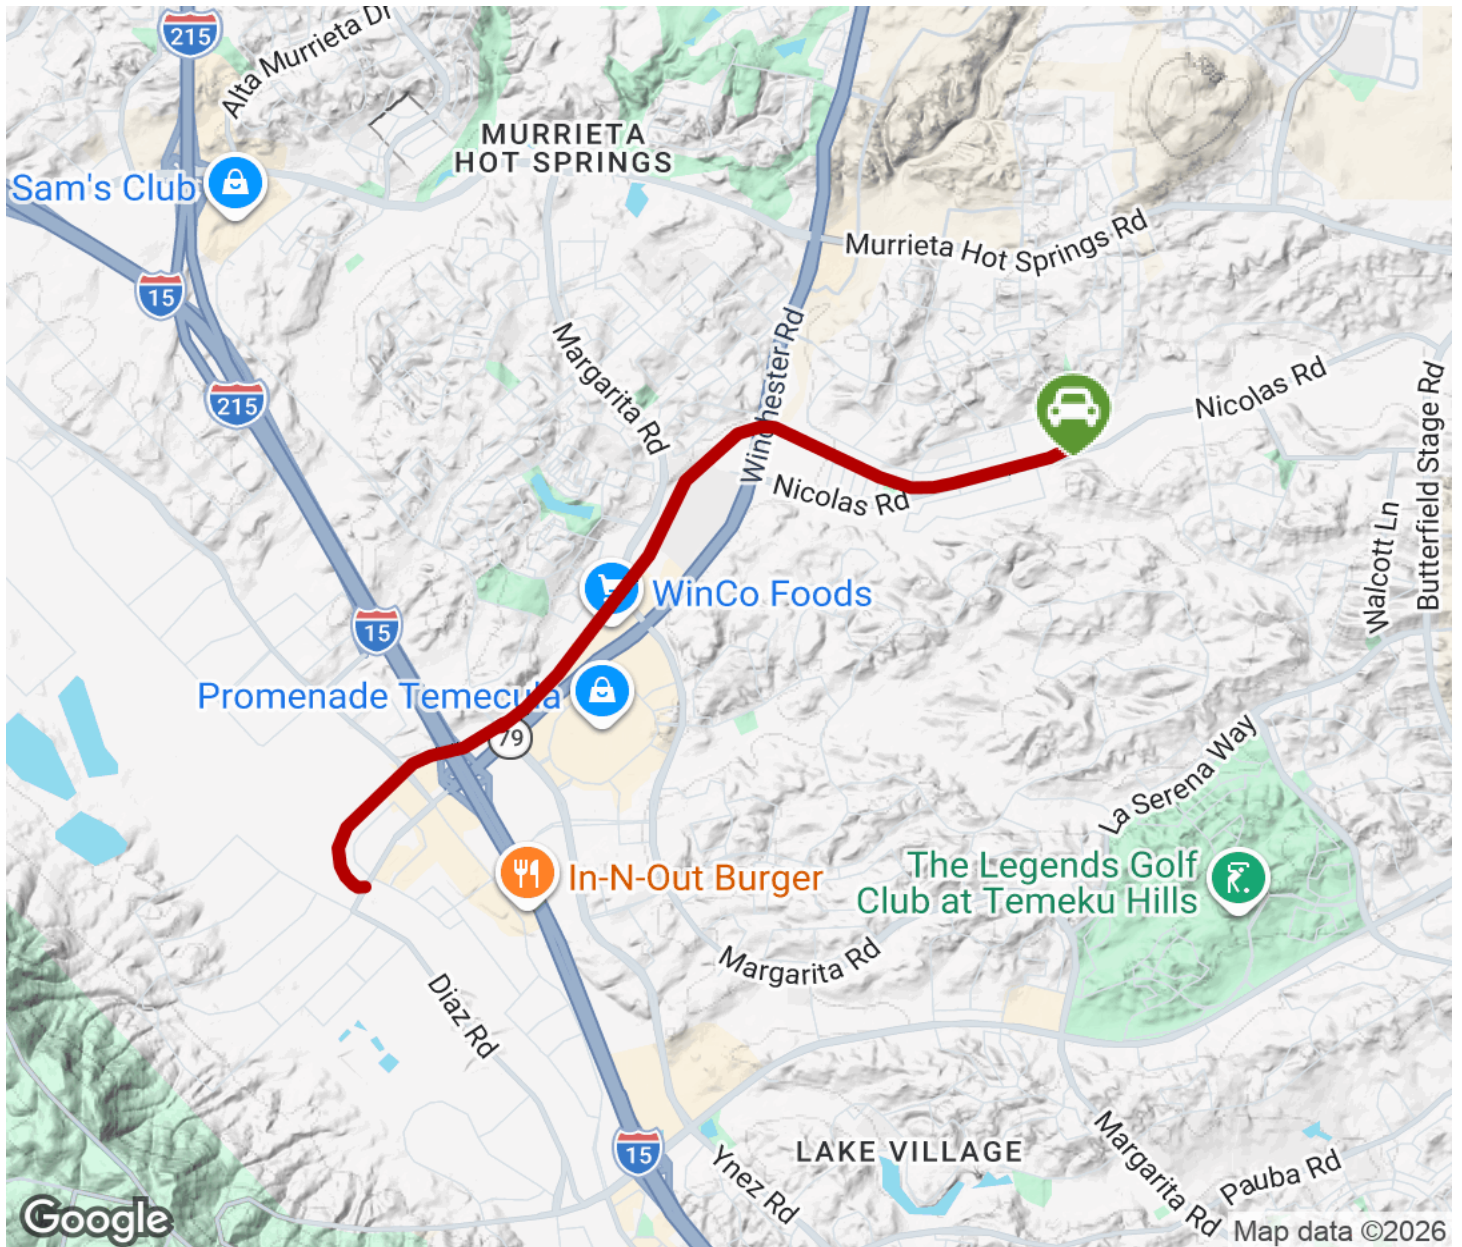 215
Alta Murrieta Dr
MURRIETA
HOT SPRINGS
Sam's Club
Murrieta Hot Springs Rd
15
Winchester Rd
Margarita Rd
215
Nicolas Rd
Butterfield Stage Rd
Nicolas Rd
Walcott Ln
WinCo Foods
15
Promenade Temecula
79
La Serena Way
In-N-Out Burger
The Legends Golf
Club at Temeku Hills
Margarita Rd
Diaz Rd
15
LAKE VILLAGE
Ynez Rd
Margarita Rd
Pauba Rd
Google
Map data ©2026